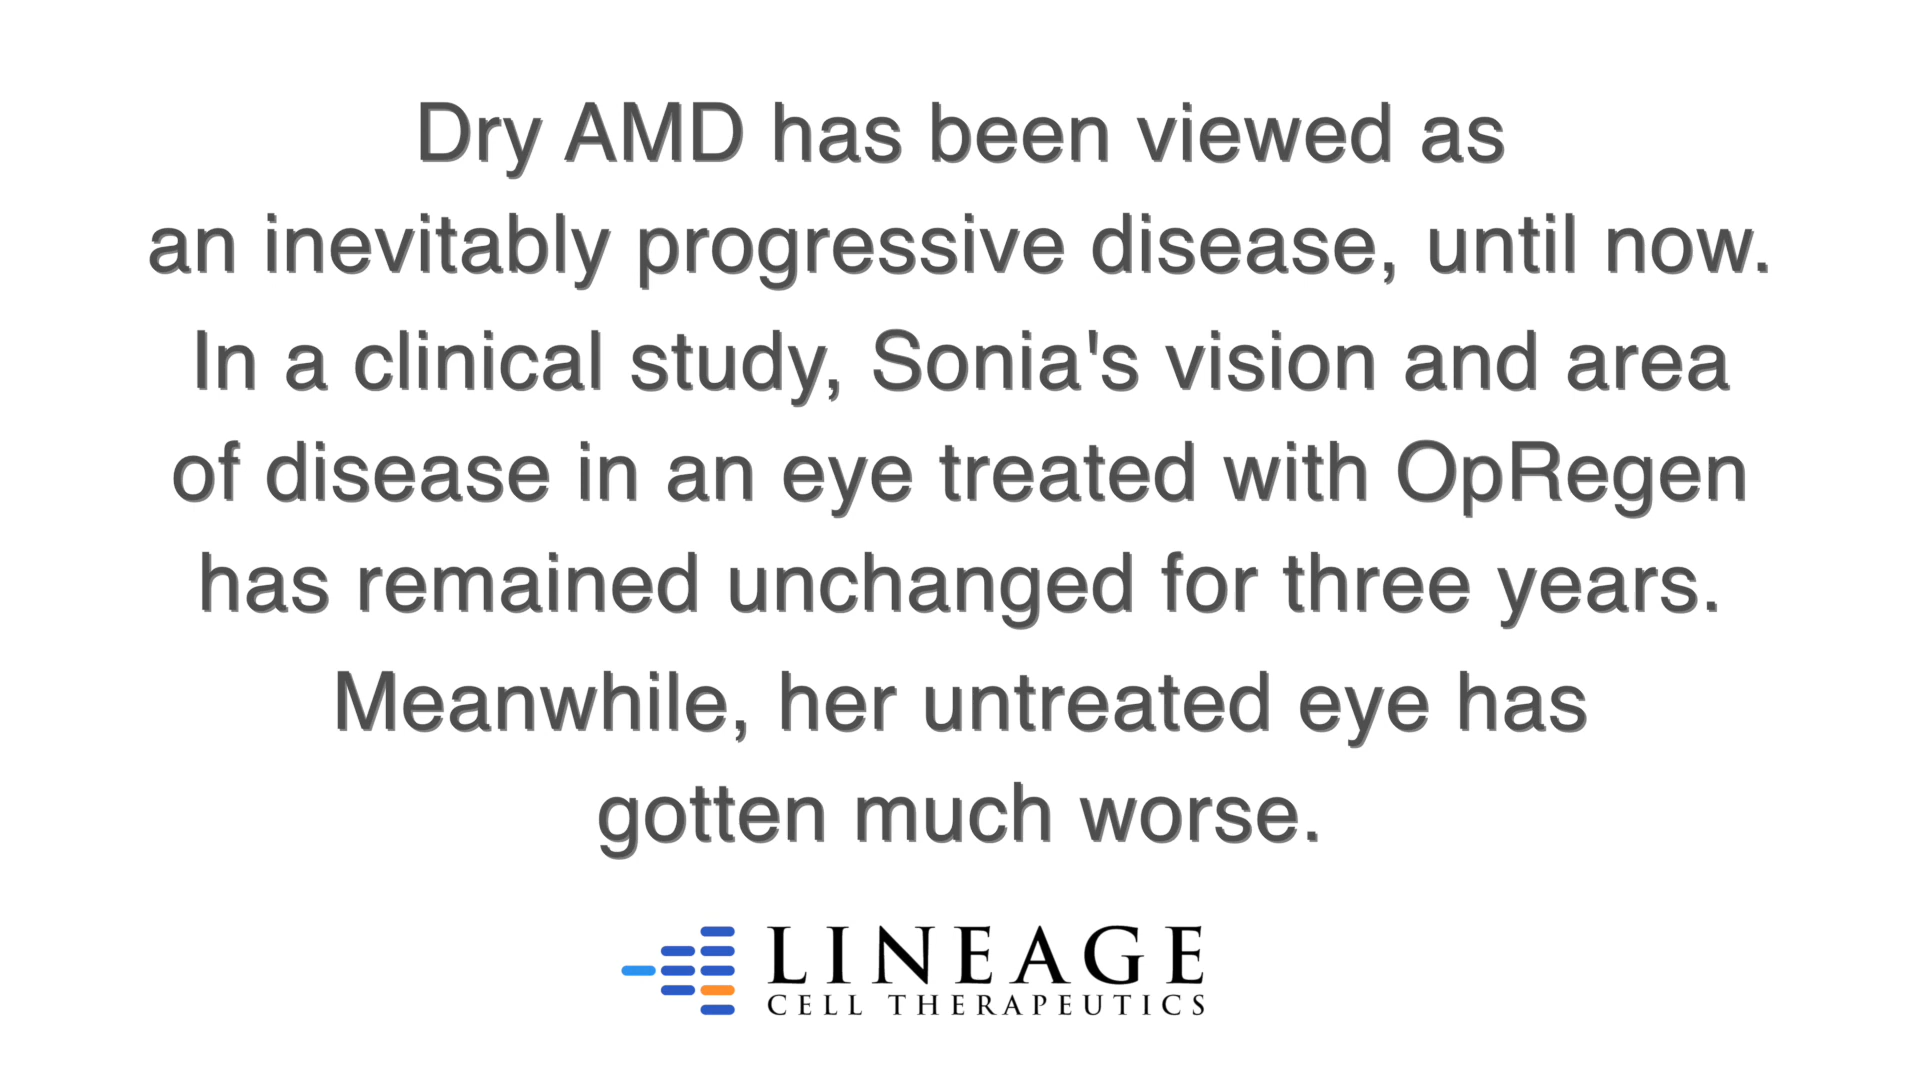 Dry AMD has been viewed as
an inevitably progressive disease, until now.
In a clinical study, Sonia's vision and area
of disease in an eye treated with OpRegen
has remained unchanged for three years.
Meanwhile, her untreated eye has
gotten much worse.
LINEAGE
CELL THERAPEUTICS